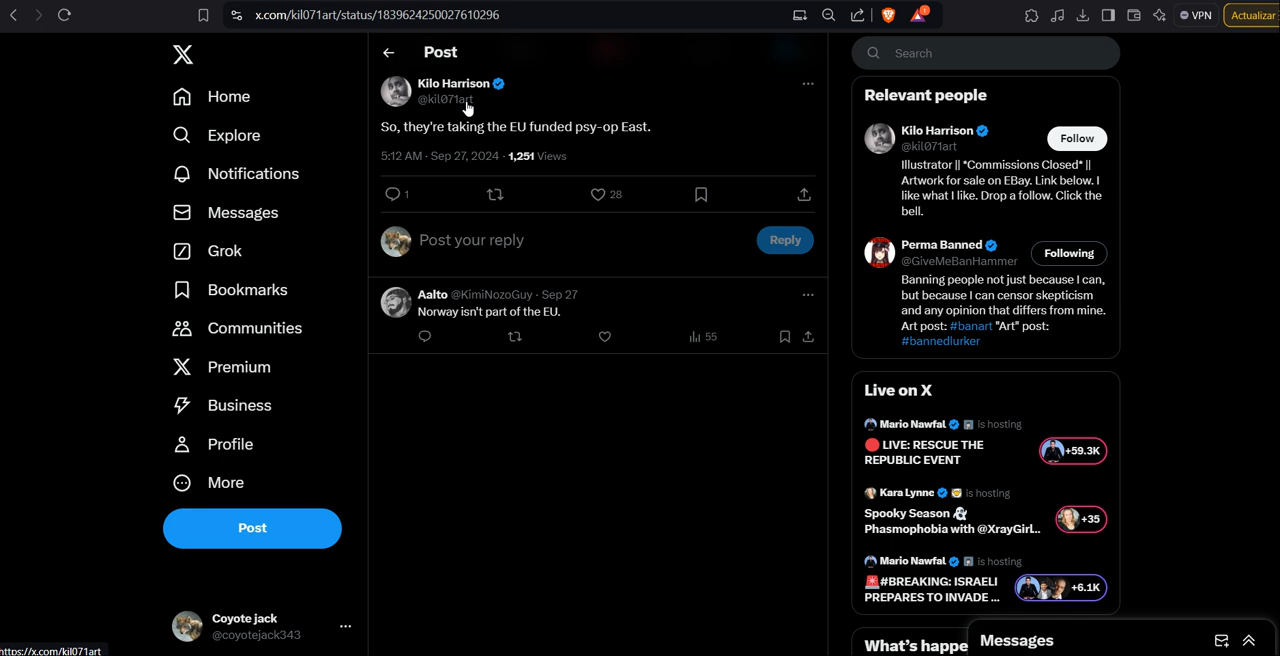 x.com/kil071art/status/1839624250027610296
1
VPN
Actualizar
Home
Explore
Notifications
Messages
Grok
Bookmarks
Communities
Premium
Business
Profile
More
Post
Coyote jack
@coyotejack343
https://x.com/kil071art
Post
Kilo Harrison
@kil071art
So, they're taking the EU funded psy-op East.
5:12 AM · Sep 27, 2024 · 1,251 Views
1 28
Post your reply
Reply
Aalto @KimiNozoGuy · Sep 27
Norway isn't part of the EU.
55
Search
Relevant people
Kilo Harrison
@kil071art
Follow
Illustrator || *Commissions Closed* ||
Artwork for sale on EBay. Link below. I
like what I like. Drop a follow. Click the
bell.
Perma Banned
@GiveMeBanHammer
Following
Banning people not just because I can,
but because I can censor skepticism
and any opinion that differs from mine.
Art post: #banart "Art" post:
#bannedlurker
Live on X
Mario Nawfal is hosting
LIVE: RESCUE THE
REPUBLIC EVENT
+59.3K
Kara Lynne is hosting
Spooky Season
Phasmophobia with @XrayGirl...
+35
Mario Nawfal is hosting
#BREAKING: ISRAELI
PREPARES TO INVADE ...
+6.1K
What's happe
Messages